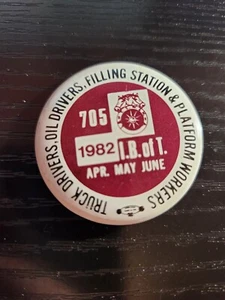 TRUCK DRIVERS, OIL DRIVERS, FILLING STATION & PLATFORM WORKERS
705
1982 I.B. of T.
APR. MAY JUNE